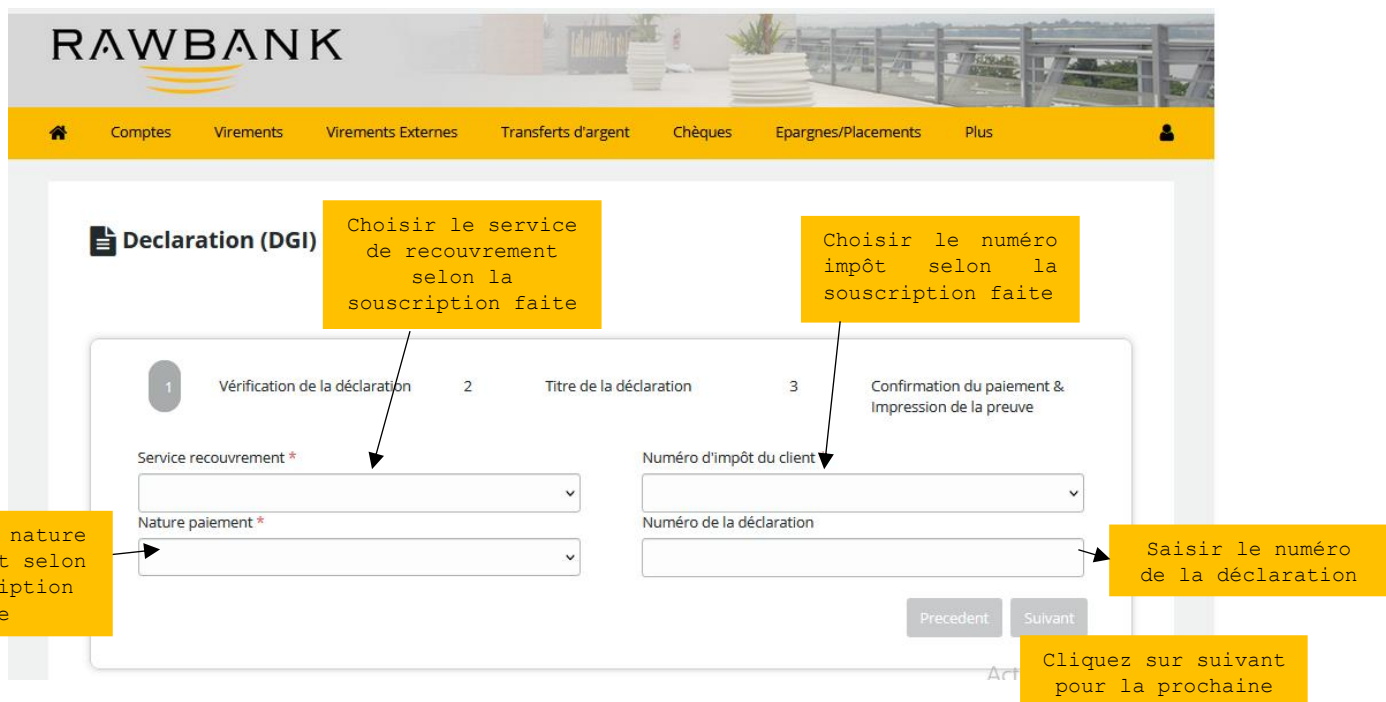 RAWBANK
Comptes Virements Virements Externes Transferts d'argent Chèques Epargnes/Placements Plus
Declaration (DGI)
Choisir le service
de recouvrement
selon la
souscription faite
Choisir le numéro
impôt selon la
souscription faite
1 Vérification de la déclaration 2 Titre de la déclaration 3 Confirmation du paiement &
Impression de la preuve
Service recouvrement *
Numéro d'impôt du client
Nature paiement *
Numéro de la déclaration
nature
selon
Saisir le numéro
de la déclaration
Precedent Suivant
Cliquez sur suivant
pour la prochaine